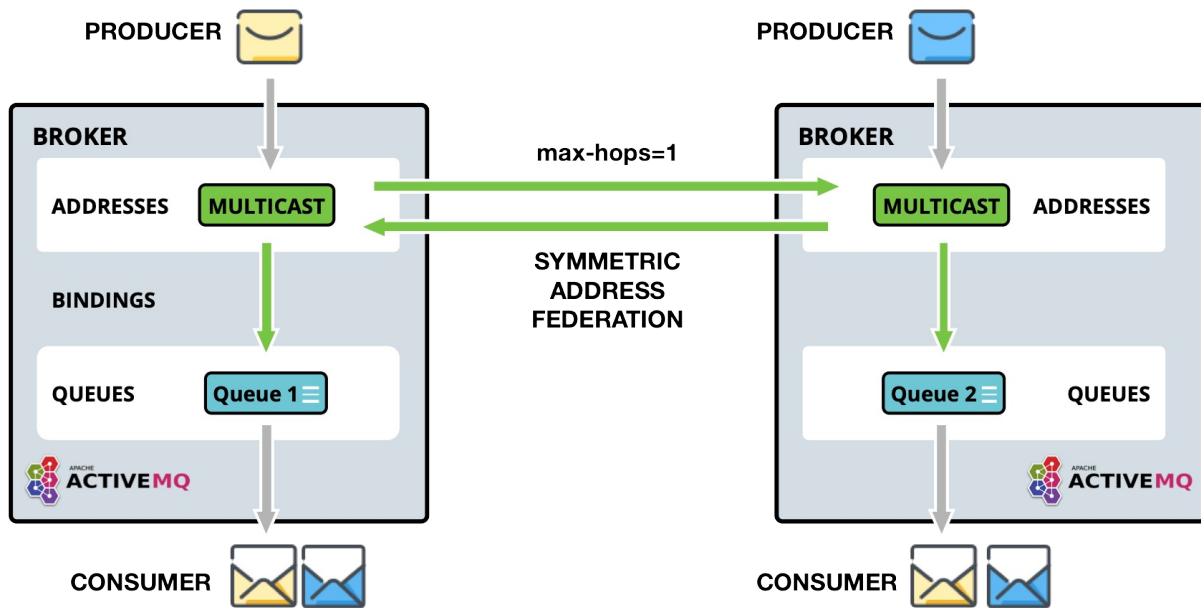 PRODUCER
PRODUCER
BROKER
BROKER
max-hops=1
ADDRESSES
MULTICAST
MULTICAST
ADDRESSES
SYMMETRIC
ADDRESS
FEDERATION
BINDINGS
QUEUES
Queue 1
Queue 2
QUEUES
APACHE
ACTIVEMQ
APACHE
ACTIVEMQ
CONSUMER
CONSUMER